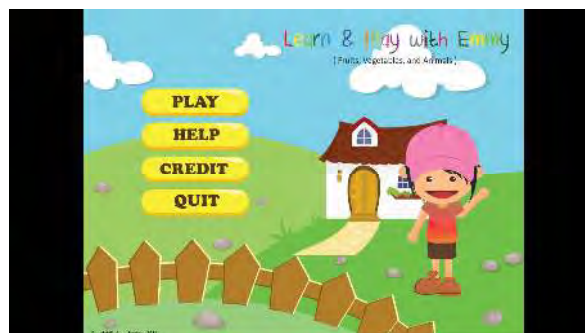 Learn & Play with Emmy
(Fruits, Vegetables, and Animals)
PLAY
HELP
CREDIT
QUIT